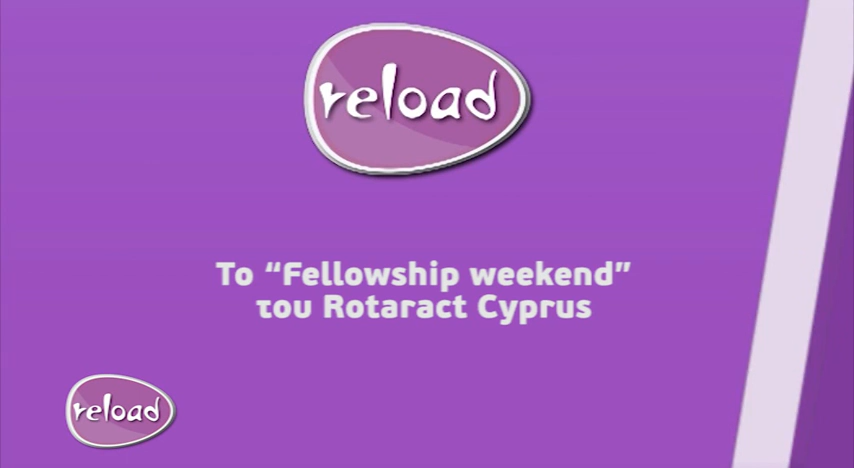 reload
Το “Fellowship weekend”
του Rotaract Cyprus
reload